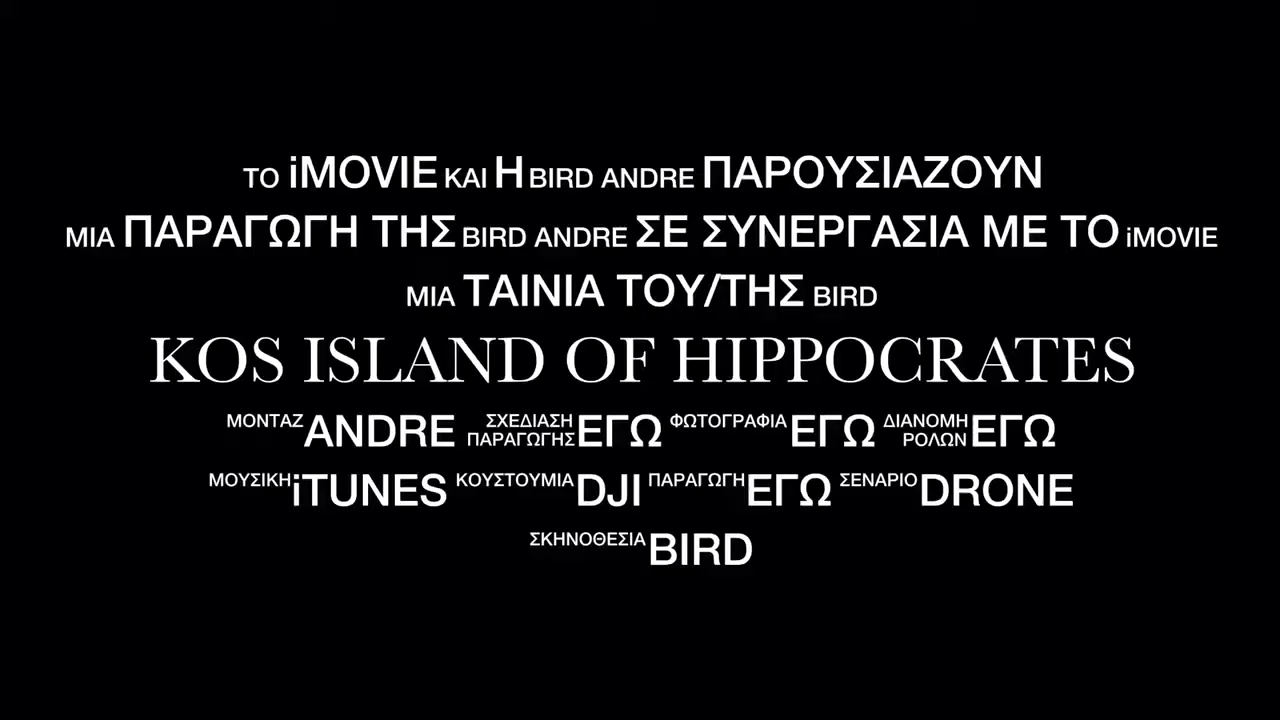 ΤΟ iMOVIE ΚΑΙ Η BIRD ANDRE ΠΑΡΟΥΣΙΑΖΟΥΝ
ΜΙΑ ΠΑΡΑΓΩΓΗ ΤΗΣ BIRD ANDRE ΣΕ ΣΥΝΕΡΓΑΣΙΑ ΜΕ ΤΟ iMOVIE
ΜΙΑ ΤΑΙΝΙΑ ΤΟΥ/ΤΗΣ BIRD
KOS ISLAND OF HIPPOCRATES
ΜΟΝΤΑΖ ANDRE ΣΧΕΔΙΑΣΗ ΠΑΡΑΓΩΓΗΣ ΕΓΩ ΦΩΤΟΓΡΑΦΙΑ ΕΓΩ ΔΙΑΝΟΜΗ ΡΟΛΩΝ ΕΓΩ
ΜΟΥΣΙΚΗ iTUNES ΚΟΥΣΤΟΥΜΙΑ DJI ΠΑΡΑΓΩΓΗ ΕΓΩ ΣΕΝΑΡΙΟ DRONE
ΣΚΗΝΟΘΕΣΙΑ BIRD